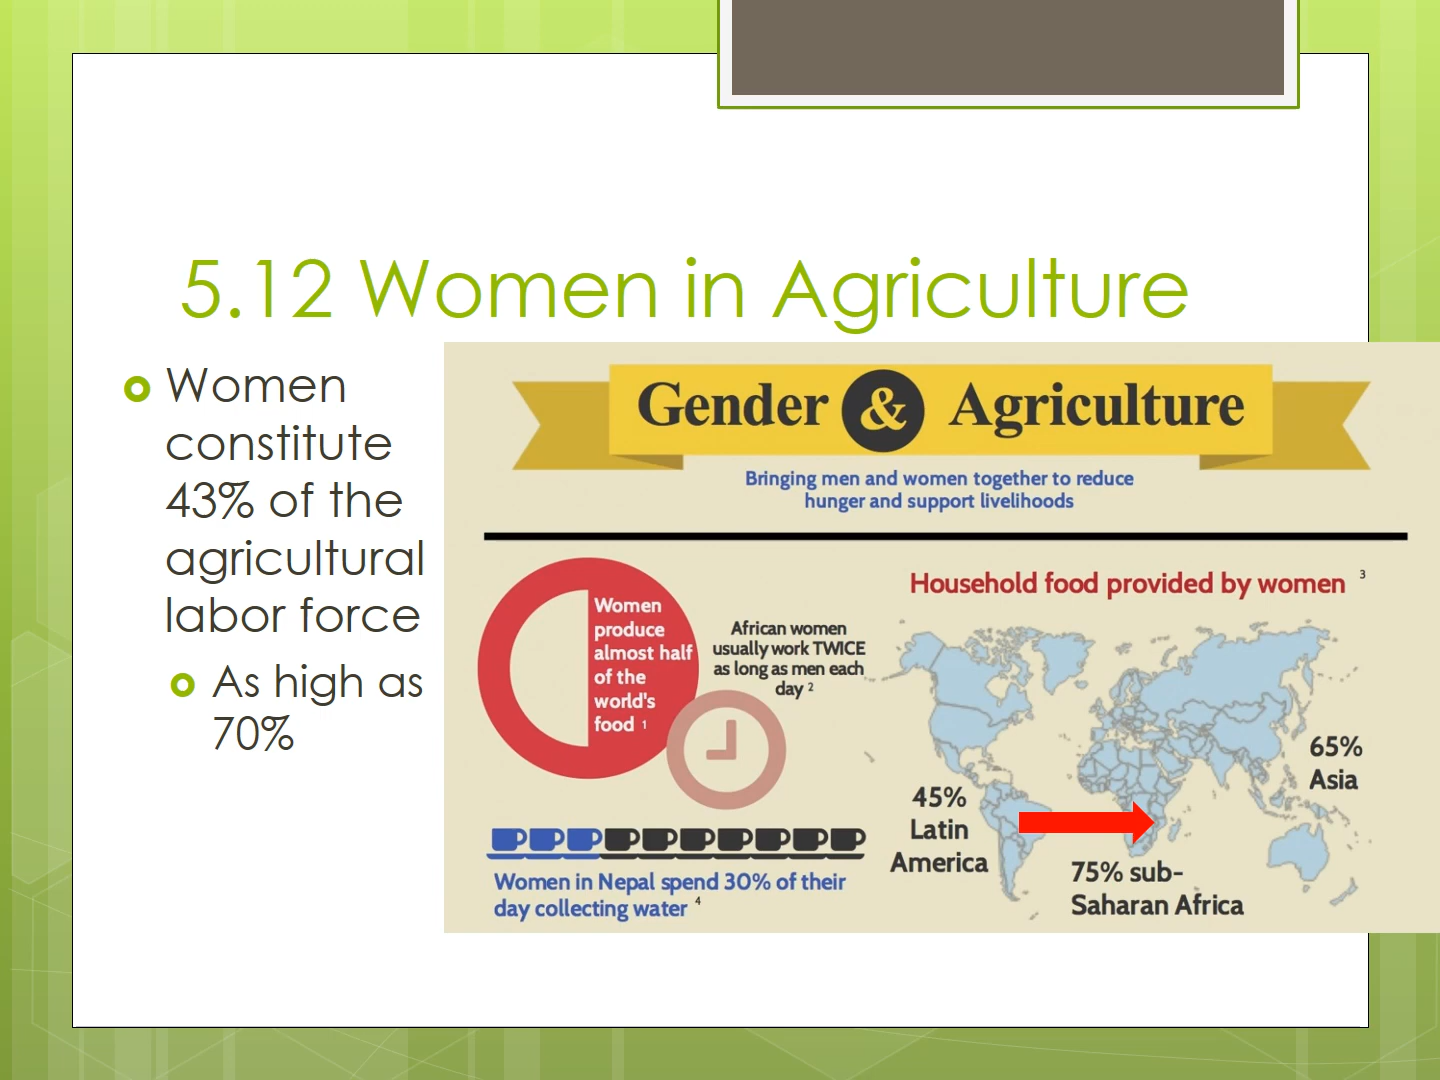 5.12 Women in Agriculture
Women
constitute
43% of the
agricultural
labor force
As high as
70%
Gender & Agriculture
Bringing men and women together to reduce
hunger and support livelihoods
Women
produce
almost half
of the
world's
food 1
African women
usually work TWICE
as long as men each
day 2
Women in Nepal spend 30% of their
day collecting water 4
Household food provided by women 3
45%
Latin
America
75% sub-
Saharan Africa
65%
Asia